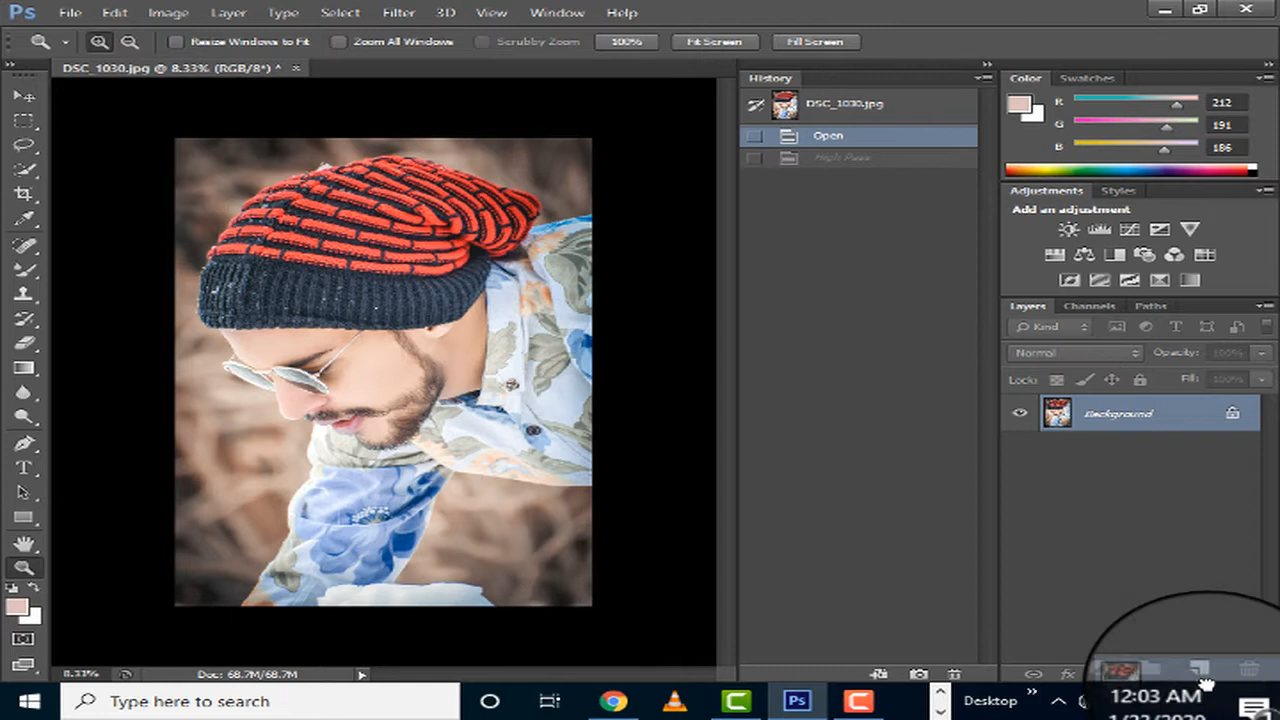 Ps File Edit Image Layer Type Select Filter 3D View Window Help
Resize Windows to Fit Zoom All Windows Scrubby Zoom 100% Fit Screen Fill Screen
DSC_1030.jpg @ 8.33% (RGB/8*) * ×
History
DSC_1030.jpg
Open
High Pass
Color Swatches
R 212
G 191
B 186
Adjustments Styles
Add an adjustment
Layers Channels Paths
Kind
Normal Opacity: 100%
Lock: Fill: 100%
Background
8.33% Doc: 68.7M/68.7M
fx
Type here to search
Ps
Desktop
12:03 AM